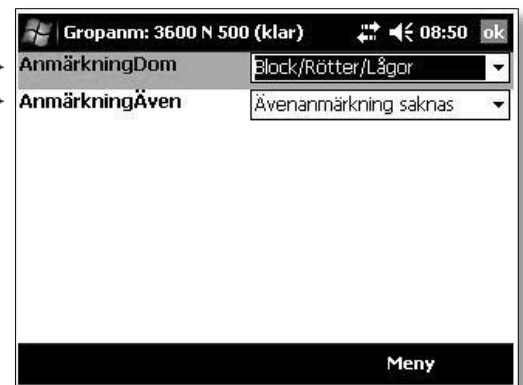 Gropanm: 3600 N 500 (klar) 08:50 ok
AnmärkningDom Block/Rötter/Lågor
AnmärkningÄven Ävenanmärkning saknas
Meny